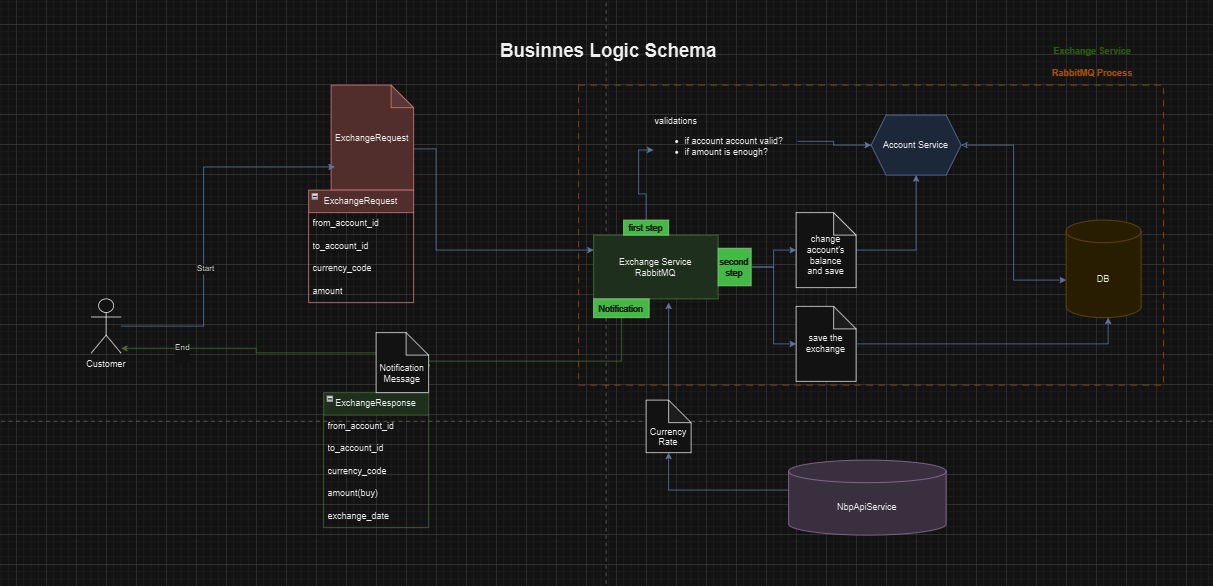 Businnes Logic Schema
Exchange Service
RabbitMQ Process
ExchangeRequest
ExchangeRequest
from_account_id
to_account_id
currency_code
amount
Start
Customer
End
validations
• if account account valid?
• if amount is enough?
Account Service
first step
Exchange Service
RabbitMQ
second
step
Notification
change
account's
balance
and save
save the
exchange
DB
Notification
Message
ExchangeResponse
from_account_id
to_account_id
currency_code
amount(buy)
exchange_date
Currency
Rate
NbpApiService